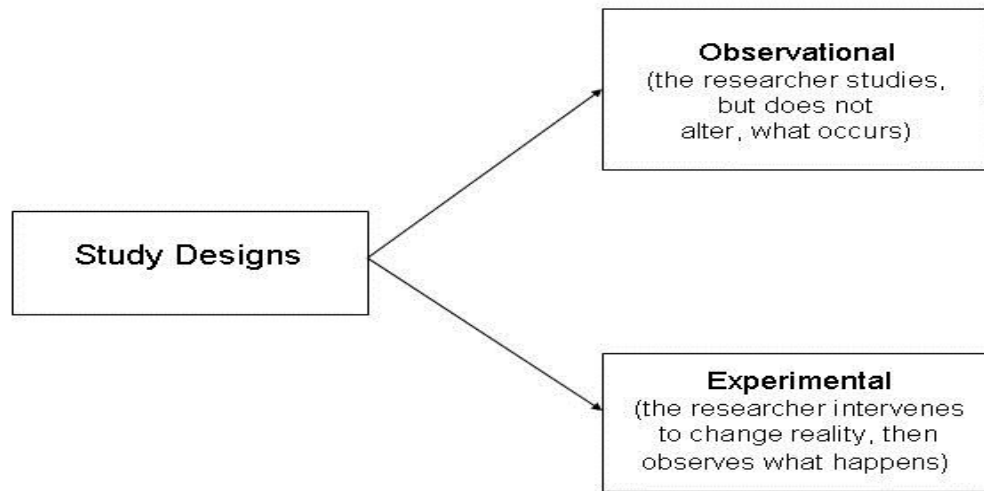 Observational
(the researcher studies,
but does not
alter, what occurs)
Study Designs
Experimental
(the researcher intervenes
to change reality, then
observes what happens)